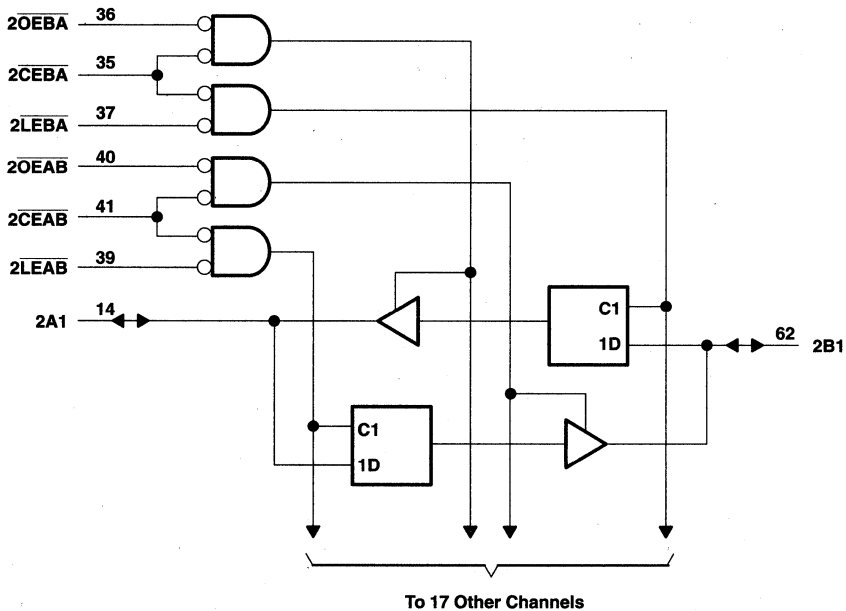 2OEBA 36
2CEBA 35
2LEBA 37
2OEAB 40
2CEAB 41
2LEAB 39
2A1 14
C1
1D
62 2B1
C1
1D
To 17 Other Channels